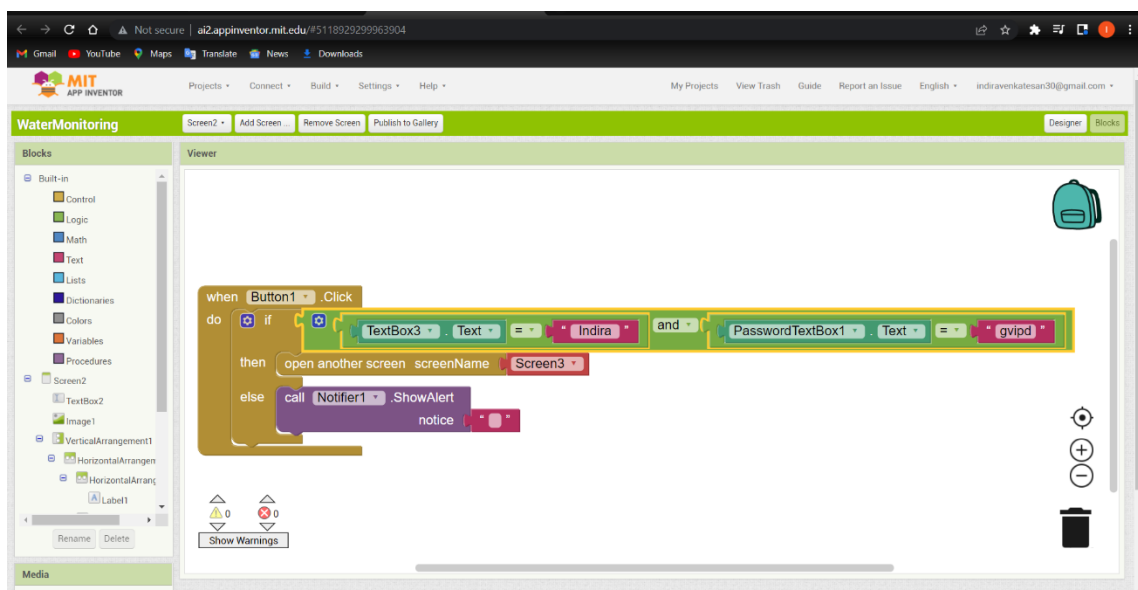 Not secure | ai2.appinventor.mit.edu/#5118929299963904
Gmail YouTube Maps Translate News Downloads
MIT
APP INVENTOR
Projects Connect Build Settings Help My Projects View Trash Guide Report an Issue English indiravenkatesan30@gmail.com
WaterMonitoring Screen2 Add Screen ... Remove Screen Publish to Gallery Designer Blocks
Blocks
Viewer
Built-in
Control
Logic
Math
Text
Lists
Dictionaries
Colors
Variables
Procedures
Screen2
TextBox2
Image1
VerticalArrangement1
HorizontalArrangen
HorizontalArrang
Label1
Rename Delete
Media
when Button1 .Click
do if TextBox3 . Text = " Indira " and PasswordTextBox1 . Text = " gvipd "
then open another screen screenName Screen3
else call Notifier1 .ShowAlert
notice " "
0 0
Show Warnings